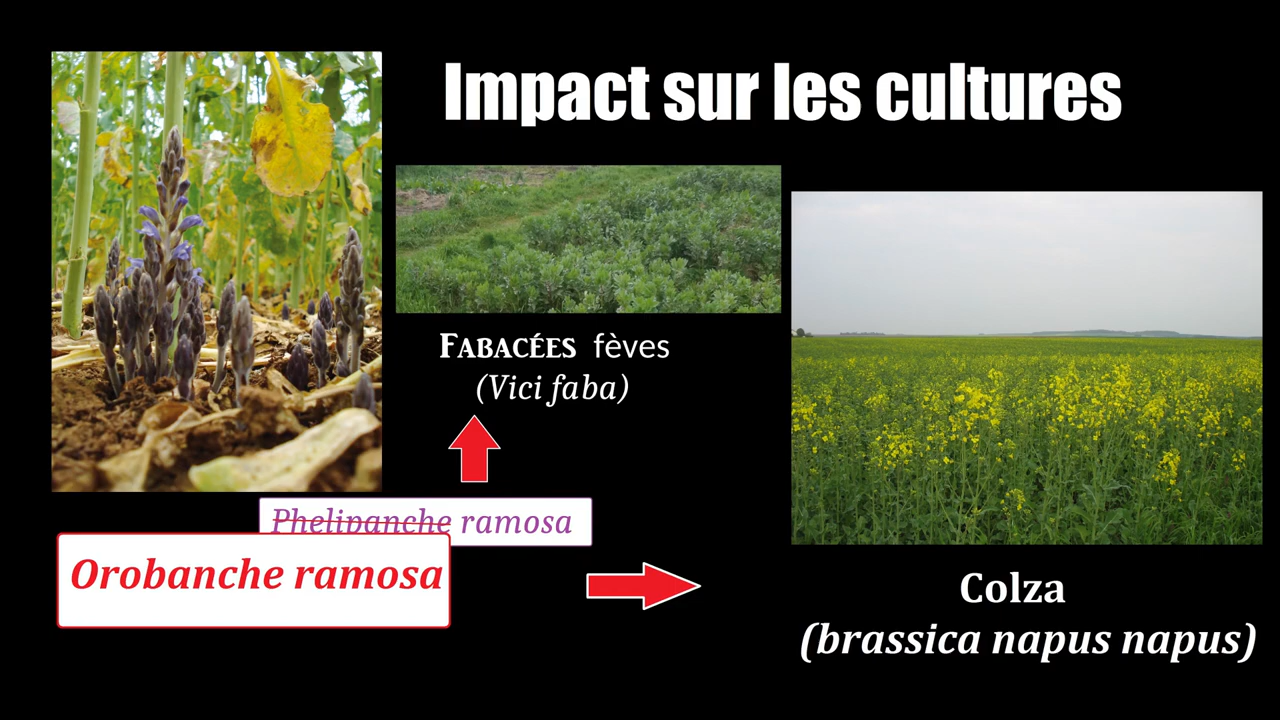 Impact sur les cultures
FABACÉES fèves
(Vici faba)
Phelipanche ramosa
Orobanche ramosa
Colza
(brassica napus napus)